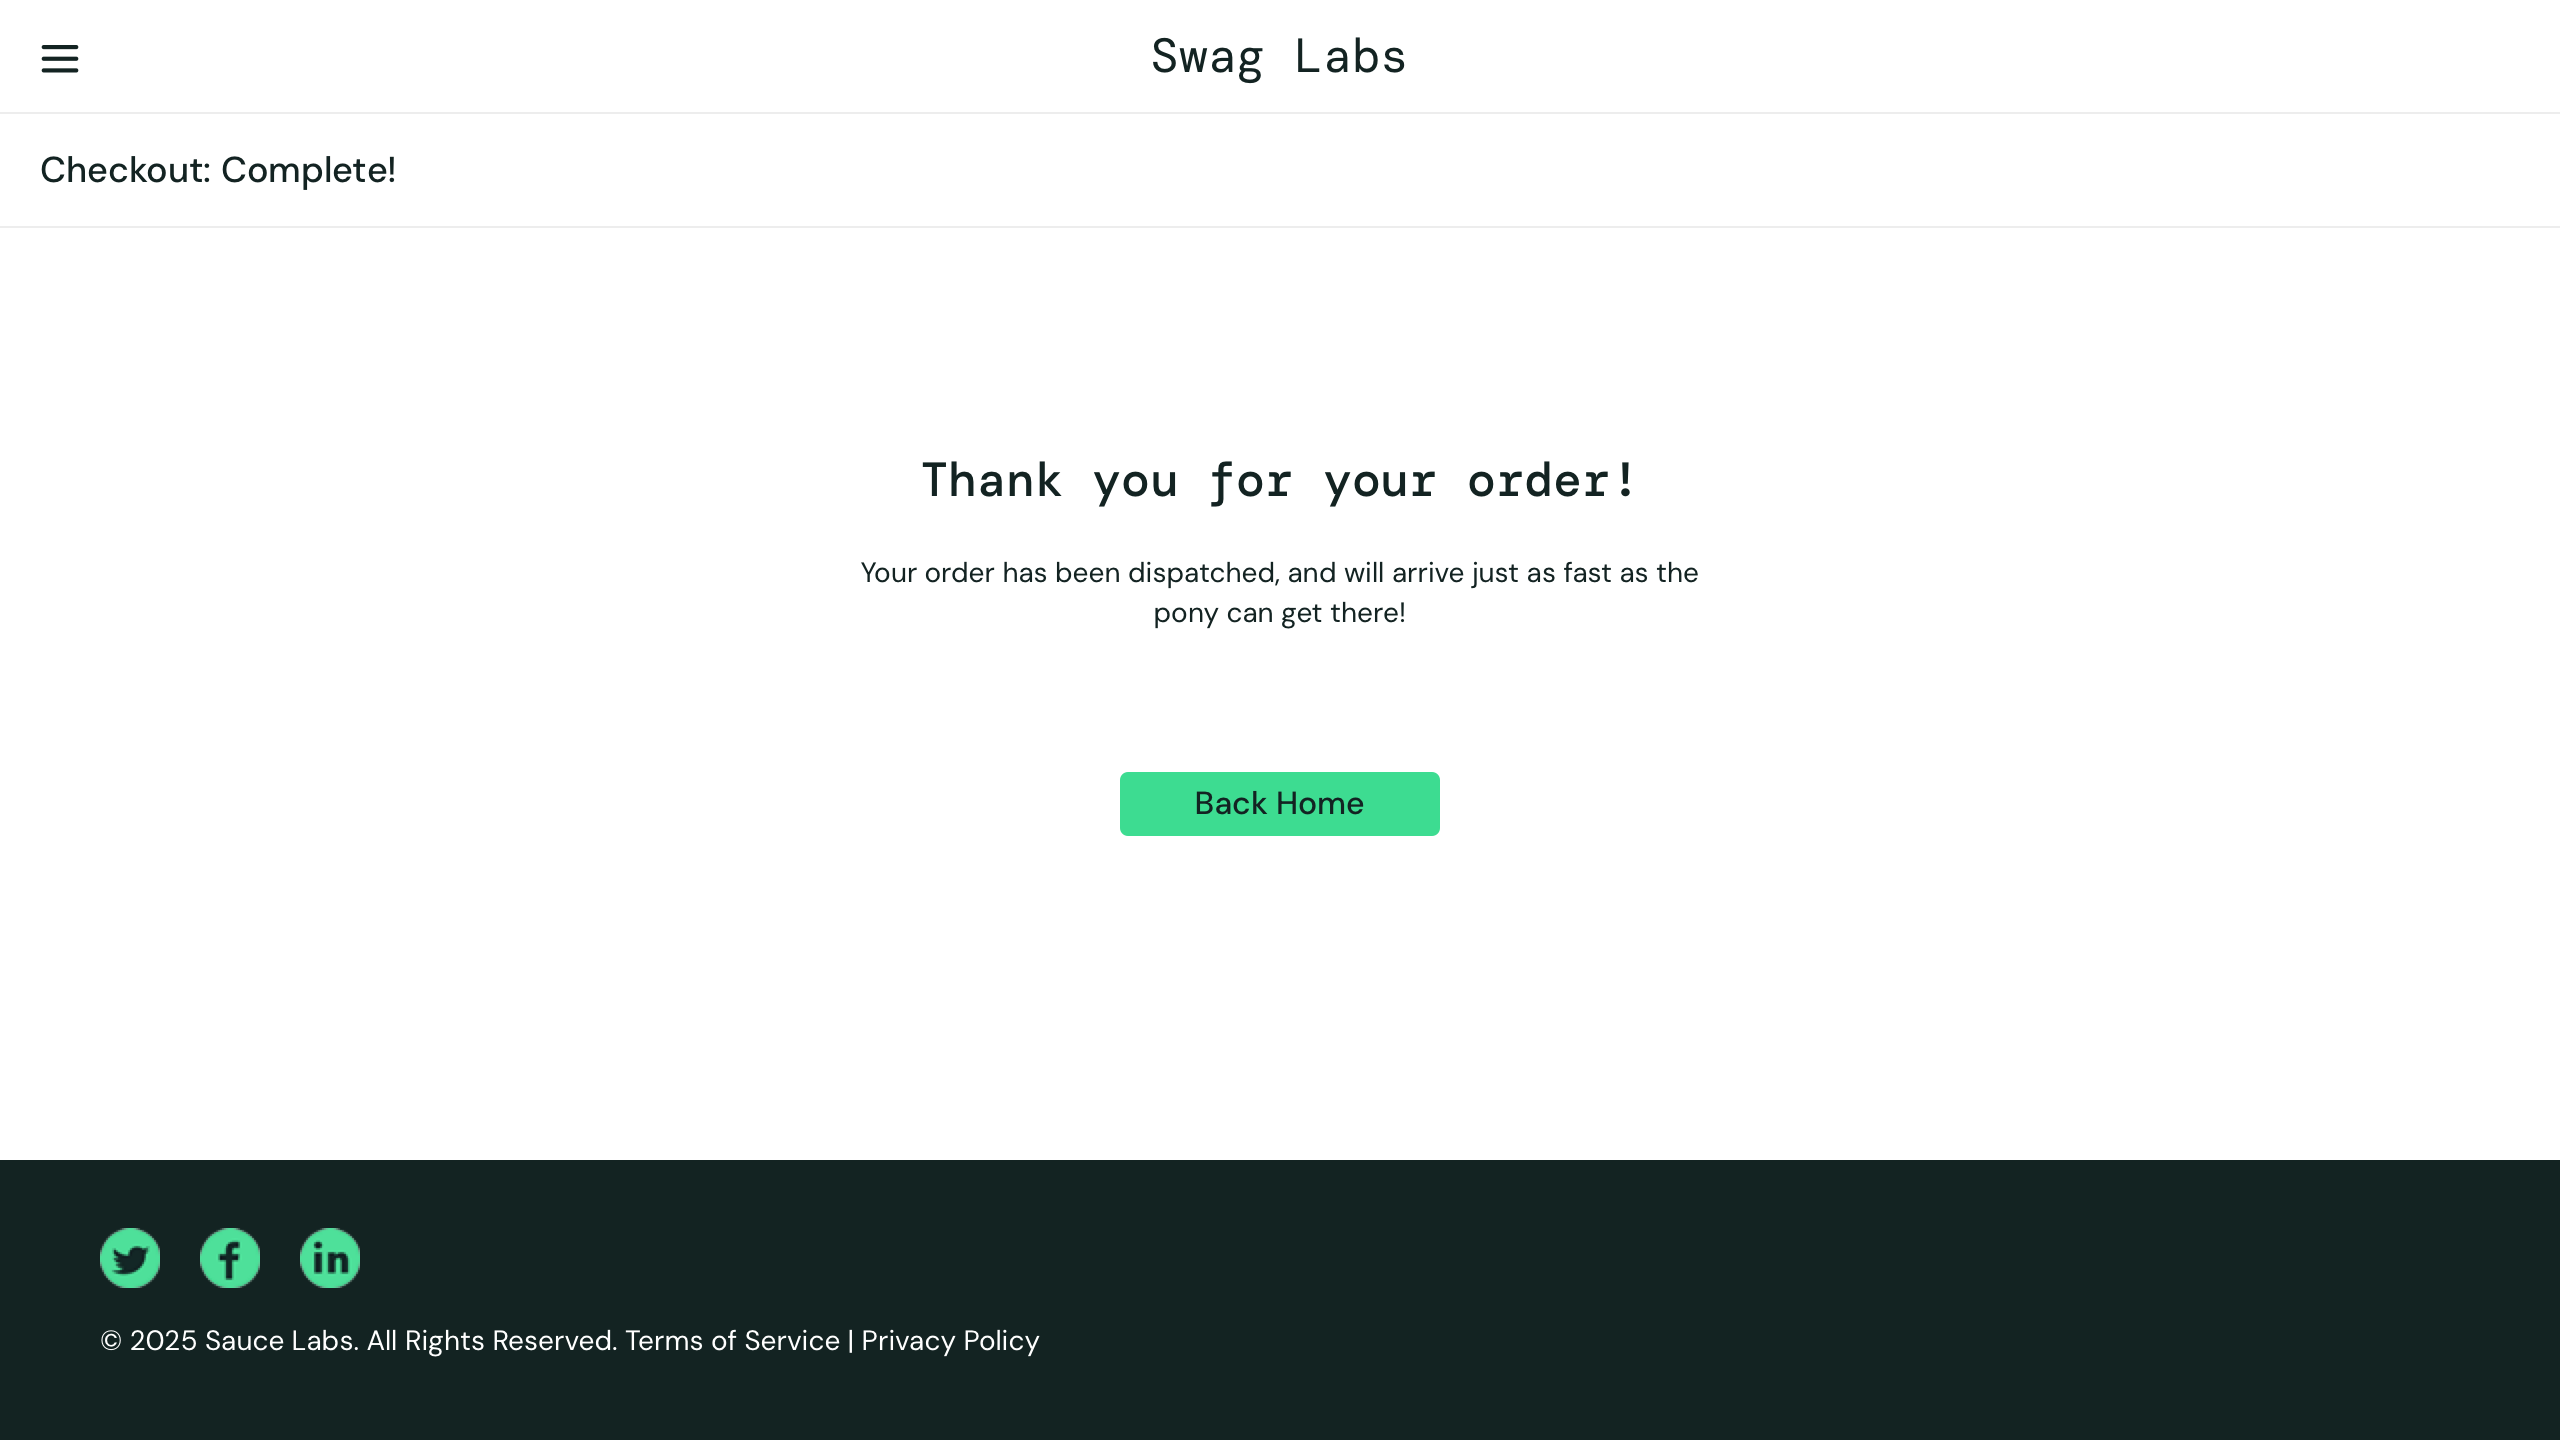 Swag Labs
Checkout: Complete!
Thank you for your order!
Your order has been dispatched, and will arrive just as fast as the
pony can get there!
Back Home
© 2025 Sauce Labs. All Rights Reserved. Terms of Service | Privacy Policy